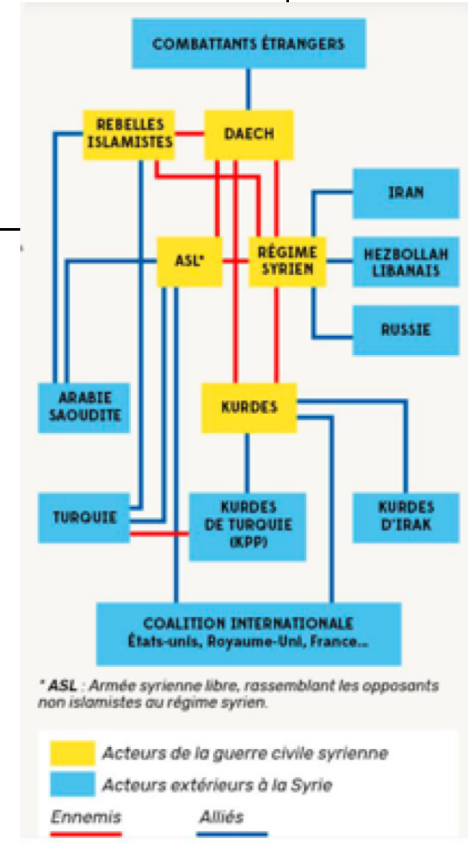 COMBATTANTS ÉTRANGERS
REBELLES
ISLAMISTES
DAECH
IRAN
ASL*
RÉGIME
SYRIEN
HEZBOLLAH
LIBANAIS
RUSSIE
ARABIE
SAOUDITE
KURDES
TURQUIE
KURDES
DE TURQUIE
(KPP)
KURDES
D'IRAK
COALITION INTERNATIONALE
États-unis, Royaume-Uni, France...
* ASL : Armée syrienne libre, rassemblant les opposants
non islamistes au régime syrien.
Acteurs de la guerre civile syrienne
Acteurs extérieurs à la Syrie
Ennemis
Alliés